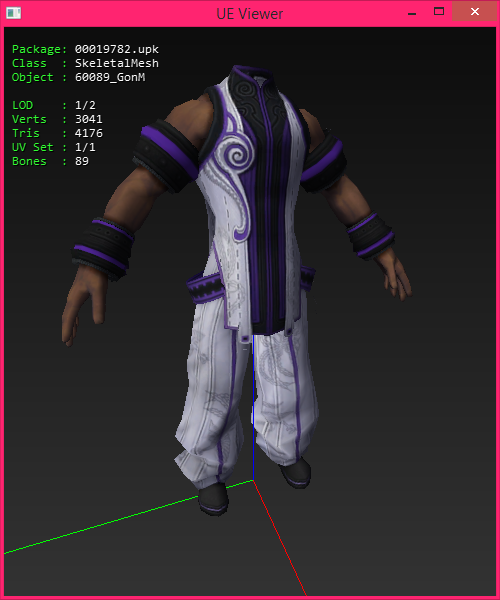 UE Viewer
Package: 00019782.upk
Class : SkeletalMesh
Object : 60089_GonM
LOD : 1/2
Verts : 3041
Tris : 4176
UV Set : 1/1
Bones : 89